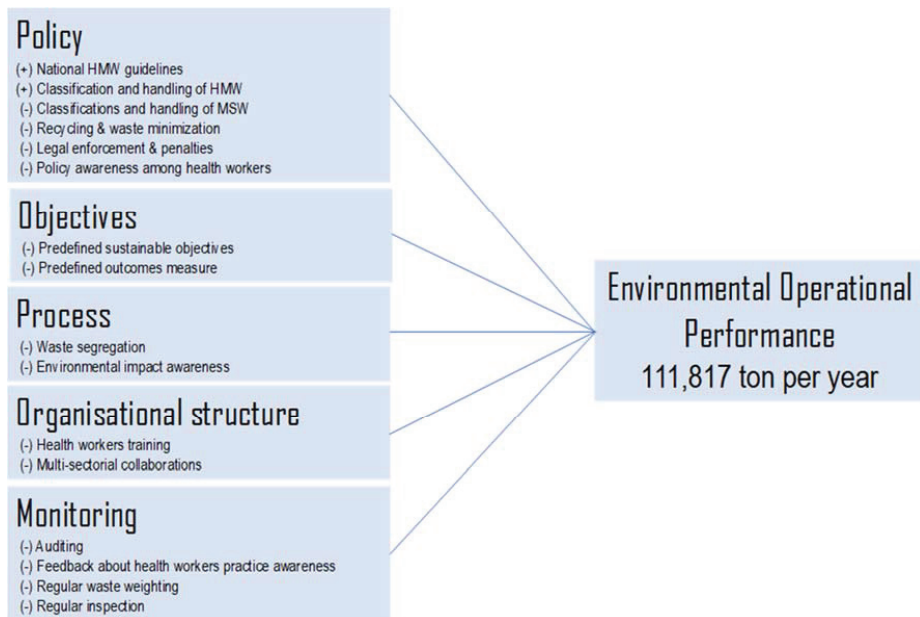 Policy
(+) National HMW guidelines
(+) Classification and handling of HMW
(-) Classifications and handling of MSW
(-) Recycling & waste minimization
(-) Legal enforcement & penalties
(-) Policy awareness among health workers
Objectives
(-) Predefined sustainable objectives
(-) Predefined outcomes measure
Process
(-) Waste segregation
(-) Environmental impact awareness
Organisational structure
(-) Health workers training
(-) Multi-sectorial collaborations
Monitoring
(-) Auditing
(-) Feedback about health workers practice awareness
(-) Regular waste weighting
(-) Regular inspection
Environmental Operational
Performance
111,817 ton per year